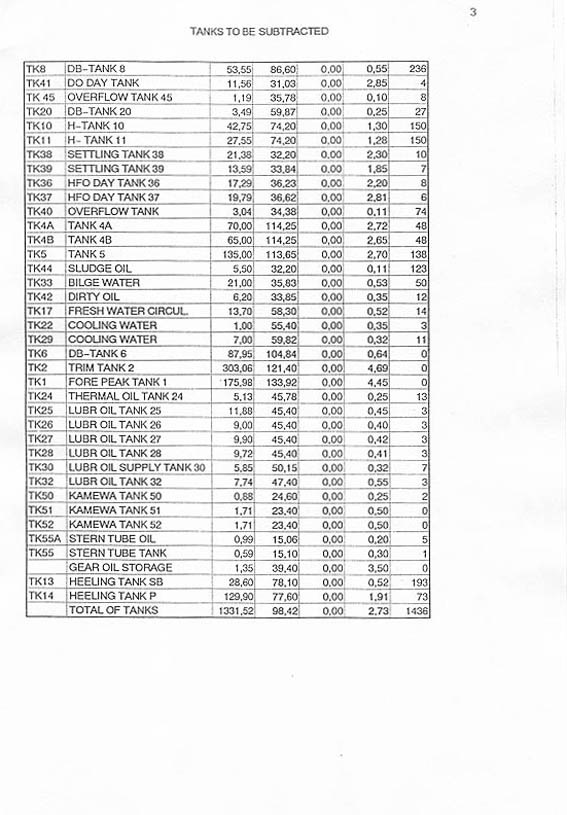 3
TANKS TO BE SUBTRACTED
TK8 DB-TANK 8 53,55 86,60 0,00 0,55 236
TK41 DO DAY TANK 11,56 31,03 0,00 2,85 4
TK 45 OVERFLOW TANK 45 1,19 35,78 0,00 0,10 8
TK20 DB-TANK 20 3,49 59,87 0,00 0,25 27
TK10 H-TANK 10 42,75 74,20 0,00 1,30 150
TK11 H- TANK 11 27,55 74,20 0,00 1,28 150
TK38 SETTLING TANK 38 21,38 32,20 0,00 2,30 10
TK39 SETTLING TANK 39 13,59 33,84 0,00 1,85 7
TK36 HFO DAY TANK 36 17,29 36,23 0,00 2,20 8
TK37 HFO DAY TANK 37 19,79 36,62 0,00 2,81 6
TK40 OVERFLOW TANK 3,04 34,38 0,00 0,11 74
TK4A TANK 4A 70,00 114,25 0,00 2,72 48
TK4B TANK 4B 65,00 114,25 0,00 2,65 48
TK5 TANK 5 135,00 113,65 0,00 2,70 138
TK44 SLUDGE OIL 5,50 32,20 0,00 0,11 123
TK33 BILGE WATER 21,00 35,83 0,00 0,53 50
TK42 DIRTY OIL 6,20 33,85 0,00 0,35 12
TK17 FRESH WATER CIRCUL. 13,70 58,30 0,00 0,52 14
TK22 COOLING WATER 1,00 55,40 0,00 0,35 3
TK29 COOLING WATER 7,00 59,82 0,00 0,32 11
TK6 DB-TANK 6 87,95 104,84 0,00 0,64 0
TK2 TRIM TANK 2 303,06 121,40 0,00 4,69 0
TK1 FORE PEAK TANK 1 175,98 133,92 0,00 4,45 0
TK24 THERMAL OIL TANK 24 5,13 45,78 0,00 0,25 13
TK25 LUBR OIL TANK 25 11,88 45,40 0,00 0,45 3
TK26 LUBR OIL TANK 26 9,00 45,40 0,00 0,40 3
TK27 LUBR OIL TANK 27 9,90 45,40 0,00 0,42 3
TK28 LUBR OIL TANK 28 9,72 45,40 0,00 0,41 3
TK30 LUBR OIL SUPPLY TANK 30 5,85 50,15 0,00 0,32 7
TK32 LUBR OIL TANK 32 7,74 47,40 0,00 0,55 3
TK50 KAMEWA TANK 50 0,88 24,60 0,00 0,25 2
TK51 KAMEWA TANK 51 1,71 23,40 0,00 0,50 0
TK52 KAMEWA TANK 52 1,71 23,40 0,00 0,50 0
TK55A STERN TUBE OIL 0,99 15,06 0,00 0,20 5
TK55 STERN TUBE TANK 0,59 15,10 0,00 0,30 1
GEAR OIL STORAGE 1,35 39,40 0,00 3,50 0
TK13 HEELING TANK SB 28,60 78,10 0,00 0,52 193
TK14 HEELING TANK P 129,90 77,60 0,00 1,91 73
TOTAL OF TANKS 1331,52 98,42 0,00 2,73 1436